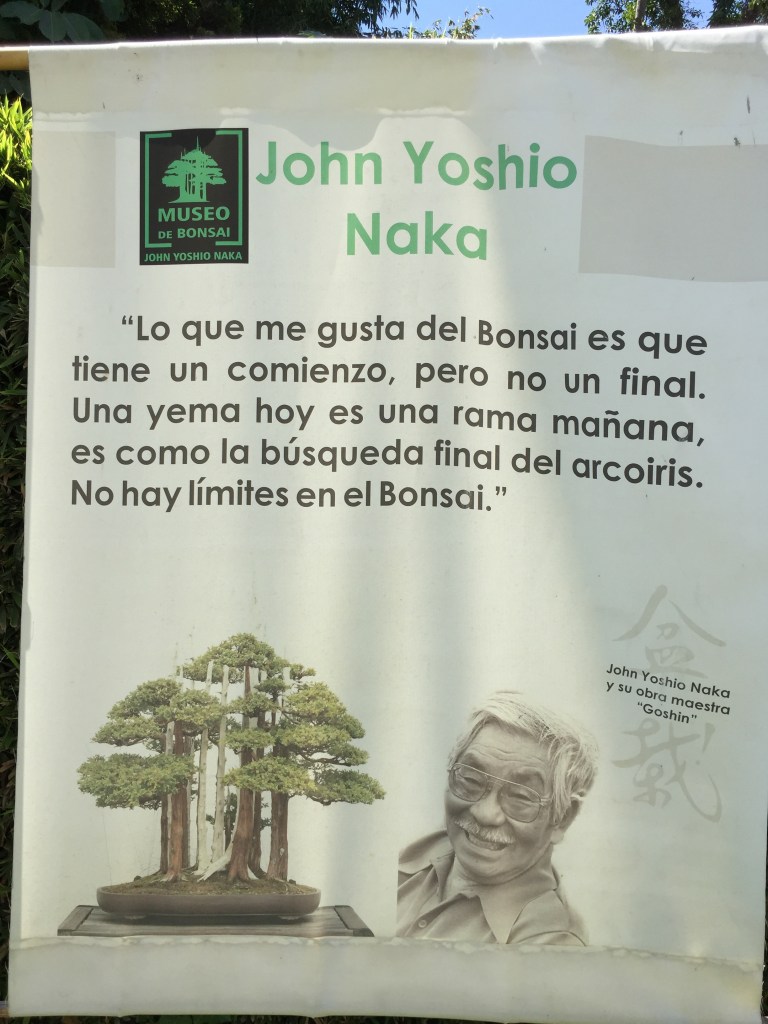 MUSEO
DE BONSAI
JOHN YOSHIO NAKA
John Yoshio
Naka
“Lo que me gusta del Bonsai es que
tiene un comienzo, pero no un final.
Una yema hoy es una rama mañana,
es como la búsqueda final del arcoiris.
No hay límites en el Bonsai.”
盆
栽
John Yoshio Naka
y su obra maestra
“Goshin”